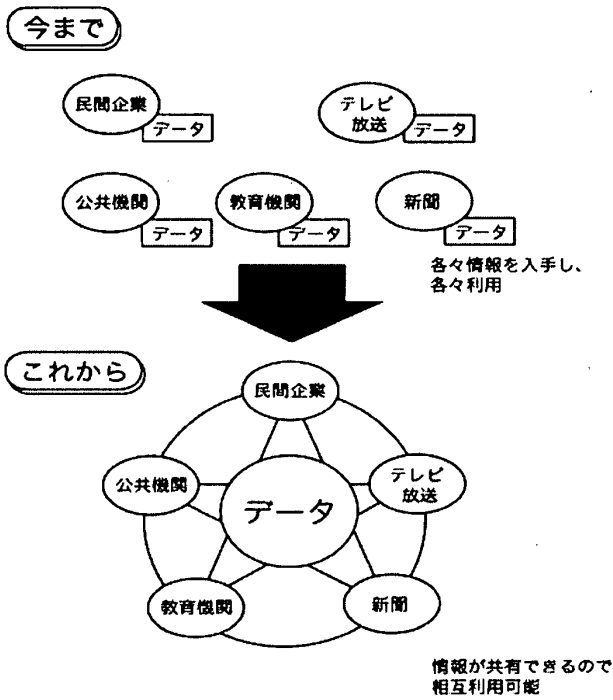 今まで
民間企業
データ
テレビ
放送
データ
公共機関
データ
教育機関
データ
新聞
データ
各々情報を入手し、
各々利用
これから
民間企業
公共機関
テレビ
放送
データ
教育機関
新聞
情報が共有できるので
相互利用可能